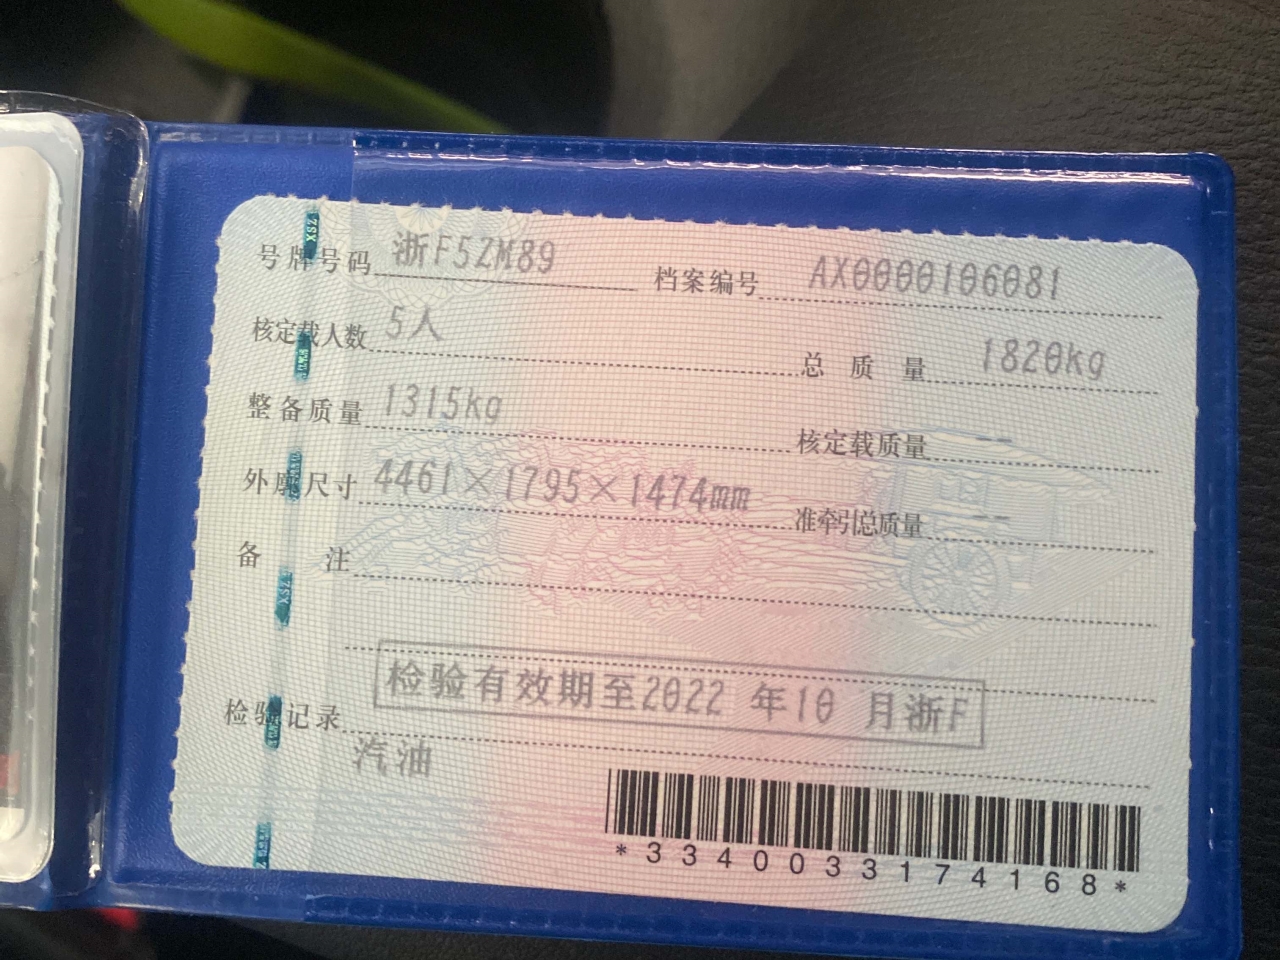 号牌号码 浙F5ZM89 档案编号 AX0000106081
核定载人数 5人 总质量 1820kg
整备质量 1315kg 核定载质量 --
外廓尺寸 4461×1795×1474mm 准牵引总质量 --
备注
检验有效期至2022 年10 月浙F
检验记录
汽油
*3340033174168*
XSZ
XSZ